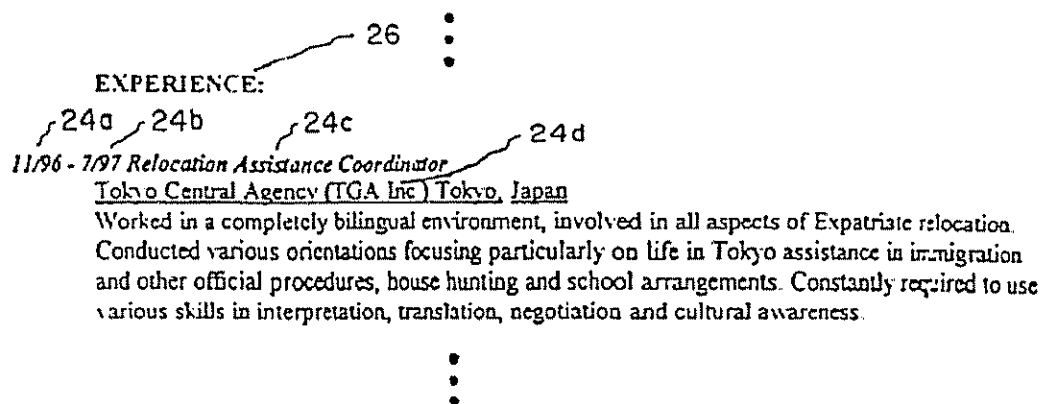 26
EXPERIENCE:
24a 24b 24c 24d
11/96 - 7/97 Relocation Assistance Coordinator
Tokyo Central Agency (TGA Inc ) Tokyo, Japan
Worked in a completely bilingual environment, involved in all aspects of Expatriate relocation.
Conducted various orientations focusing particularly on life in Tokyo assistance in immigration
and other official procedures, house hunting and school arrangements. Constantly required to use
various skills in interpretation, translation, negotiation and cultural awareness.